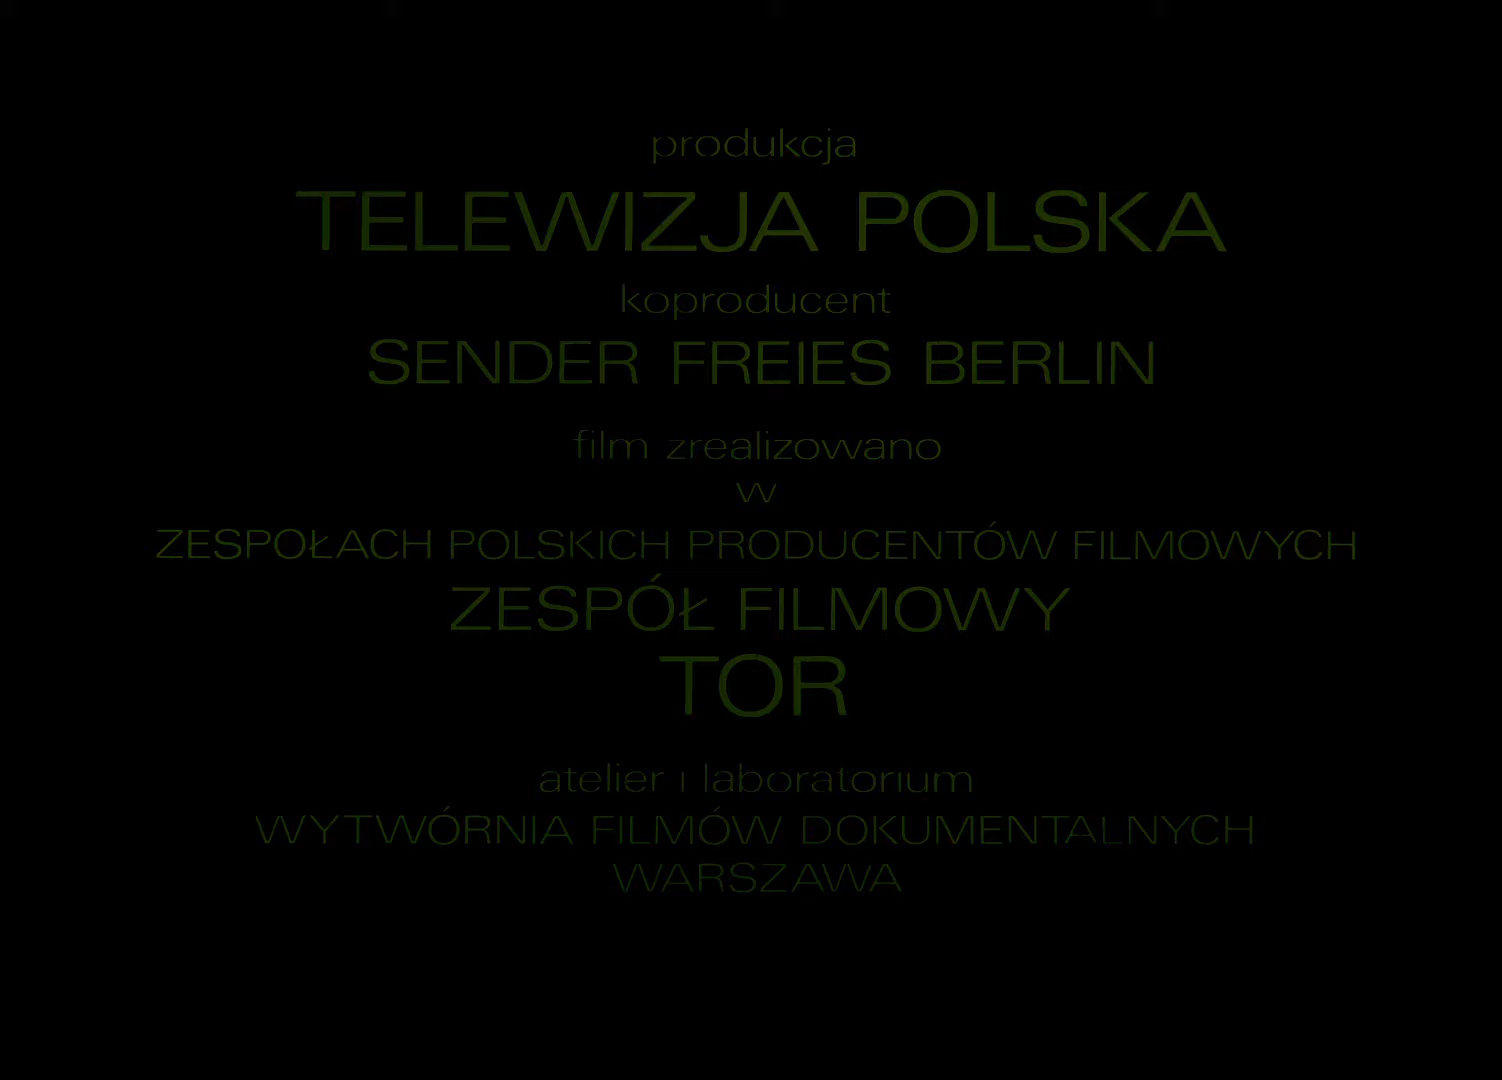 produkcja
TELEWIZJA POLSKA
koproducent
SENDER FREIES BERLIN
film zrealizowano
w
ZESPOŁACH POLSKICH PRODUCENTÓW FILMOWYCH
ZESPÓŁ FILMOWY
TOR
atelier i laboratorium
WYTWÓRNIA FILMÓW DOKUMENTALNYCH
WARSZAWA